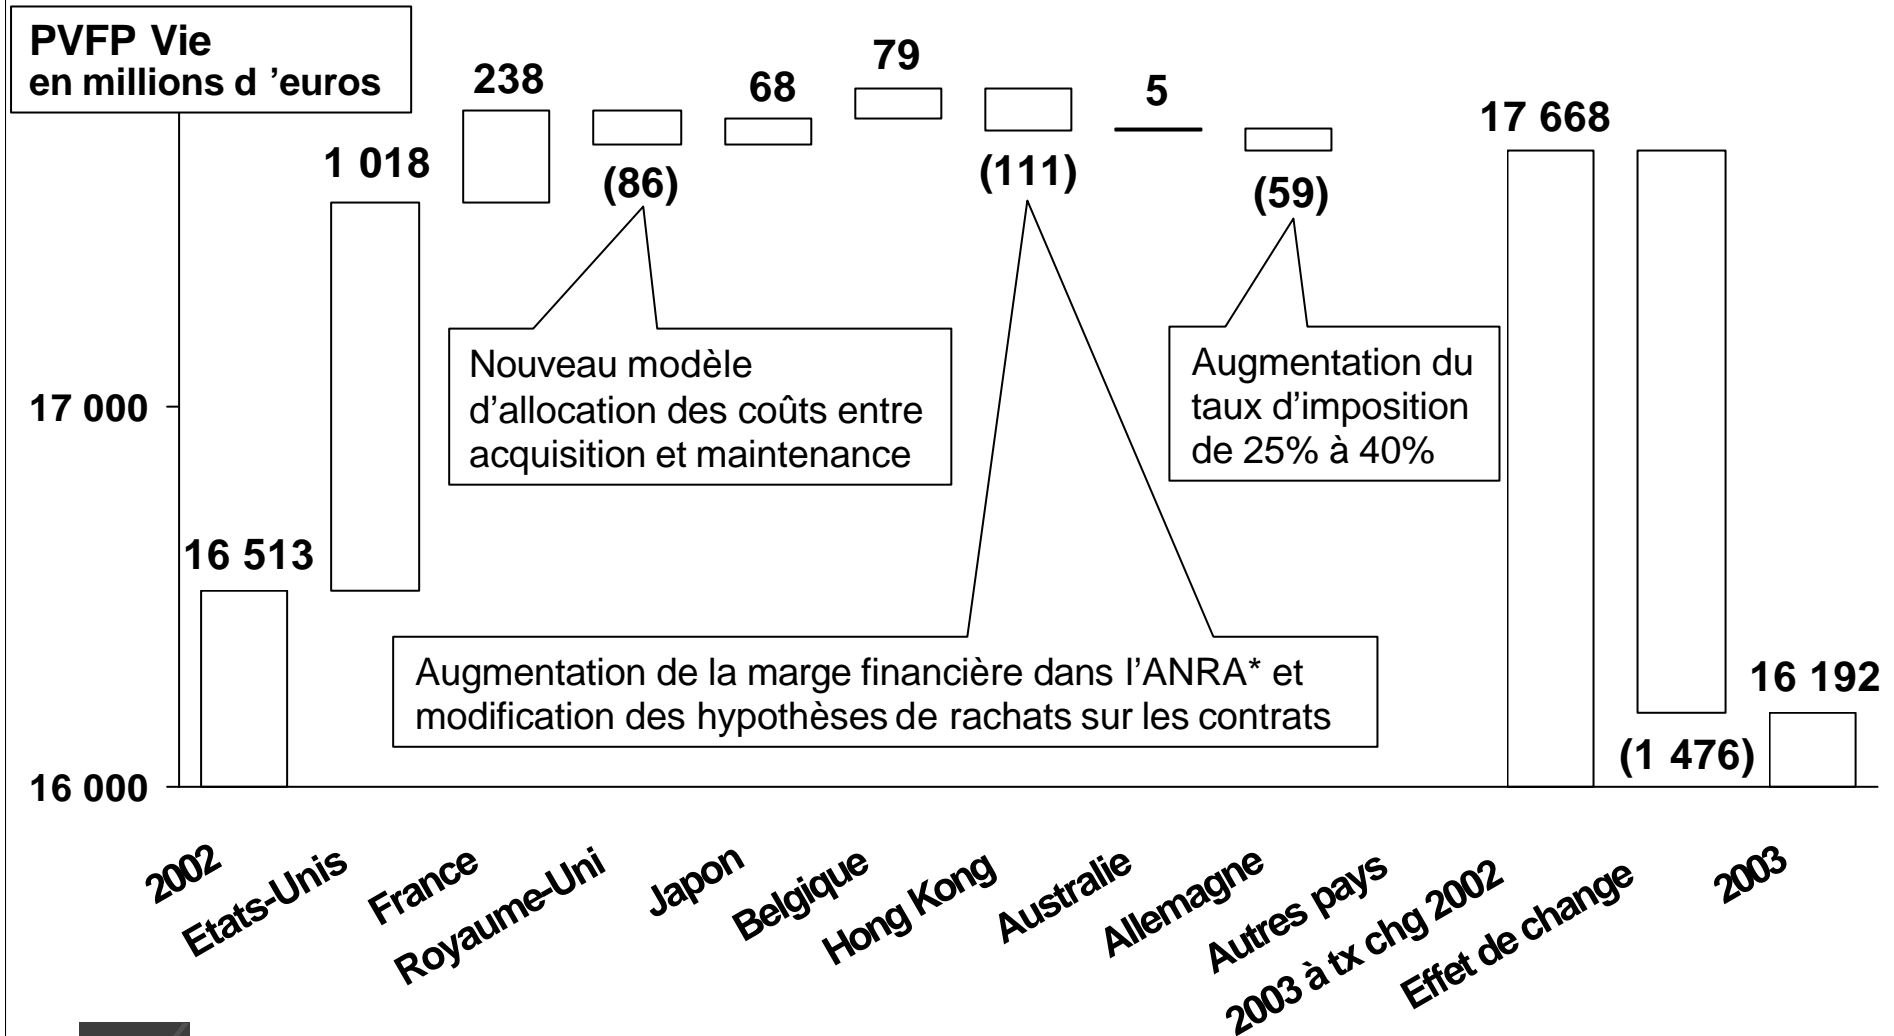 PVFP Vie
en millions d ’euros
1 018
238
(86)
68
79
(111)
5
(59)
17 668
Nouveau modèle
d’allocation des coûts entre
acquisition et maintenance
Augmentation du
taux d’imposition
de 25% à 40%
17 000
16 513
Augmentation de la marge financière dans l’ANRA* et
modification des hypothèses de rachats sur les contrats
16 192
(1 476)
16 000
2002
Etats-Unis
France
Royaume-Uni
Japon
Belgique
Hong Kong
Australie
Allemagne
Autres pays
2003 à tx chg 2002
Effet de change
2003